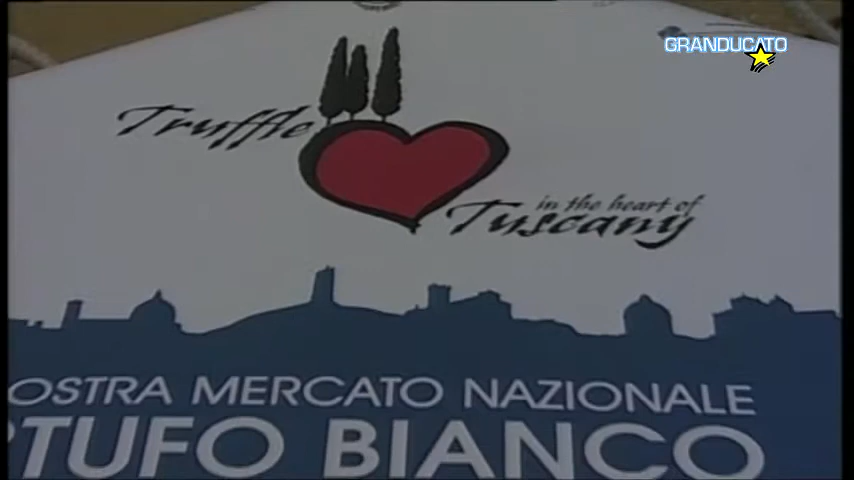 GRANDUCATO
Truffle
in the heart of
Tuscany
OSTRA MERCATO NAZIONALE
TUFO BIANCO